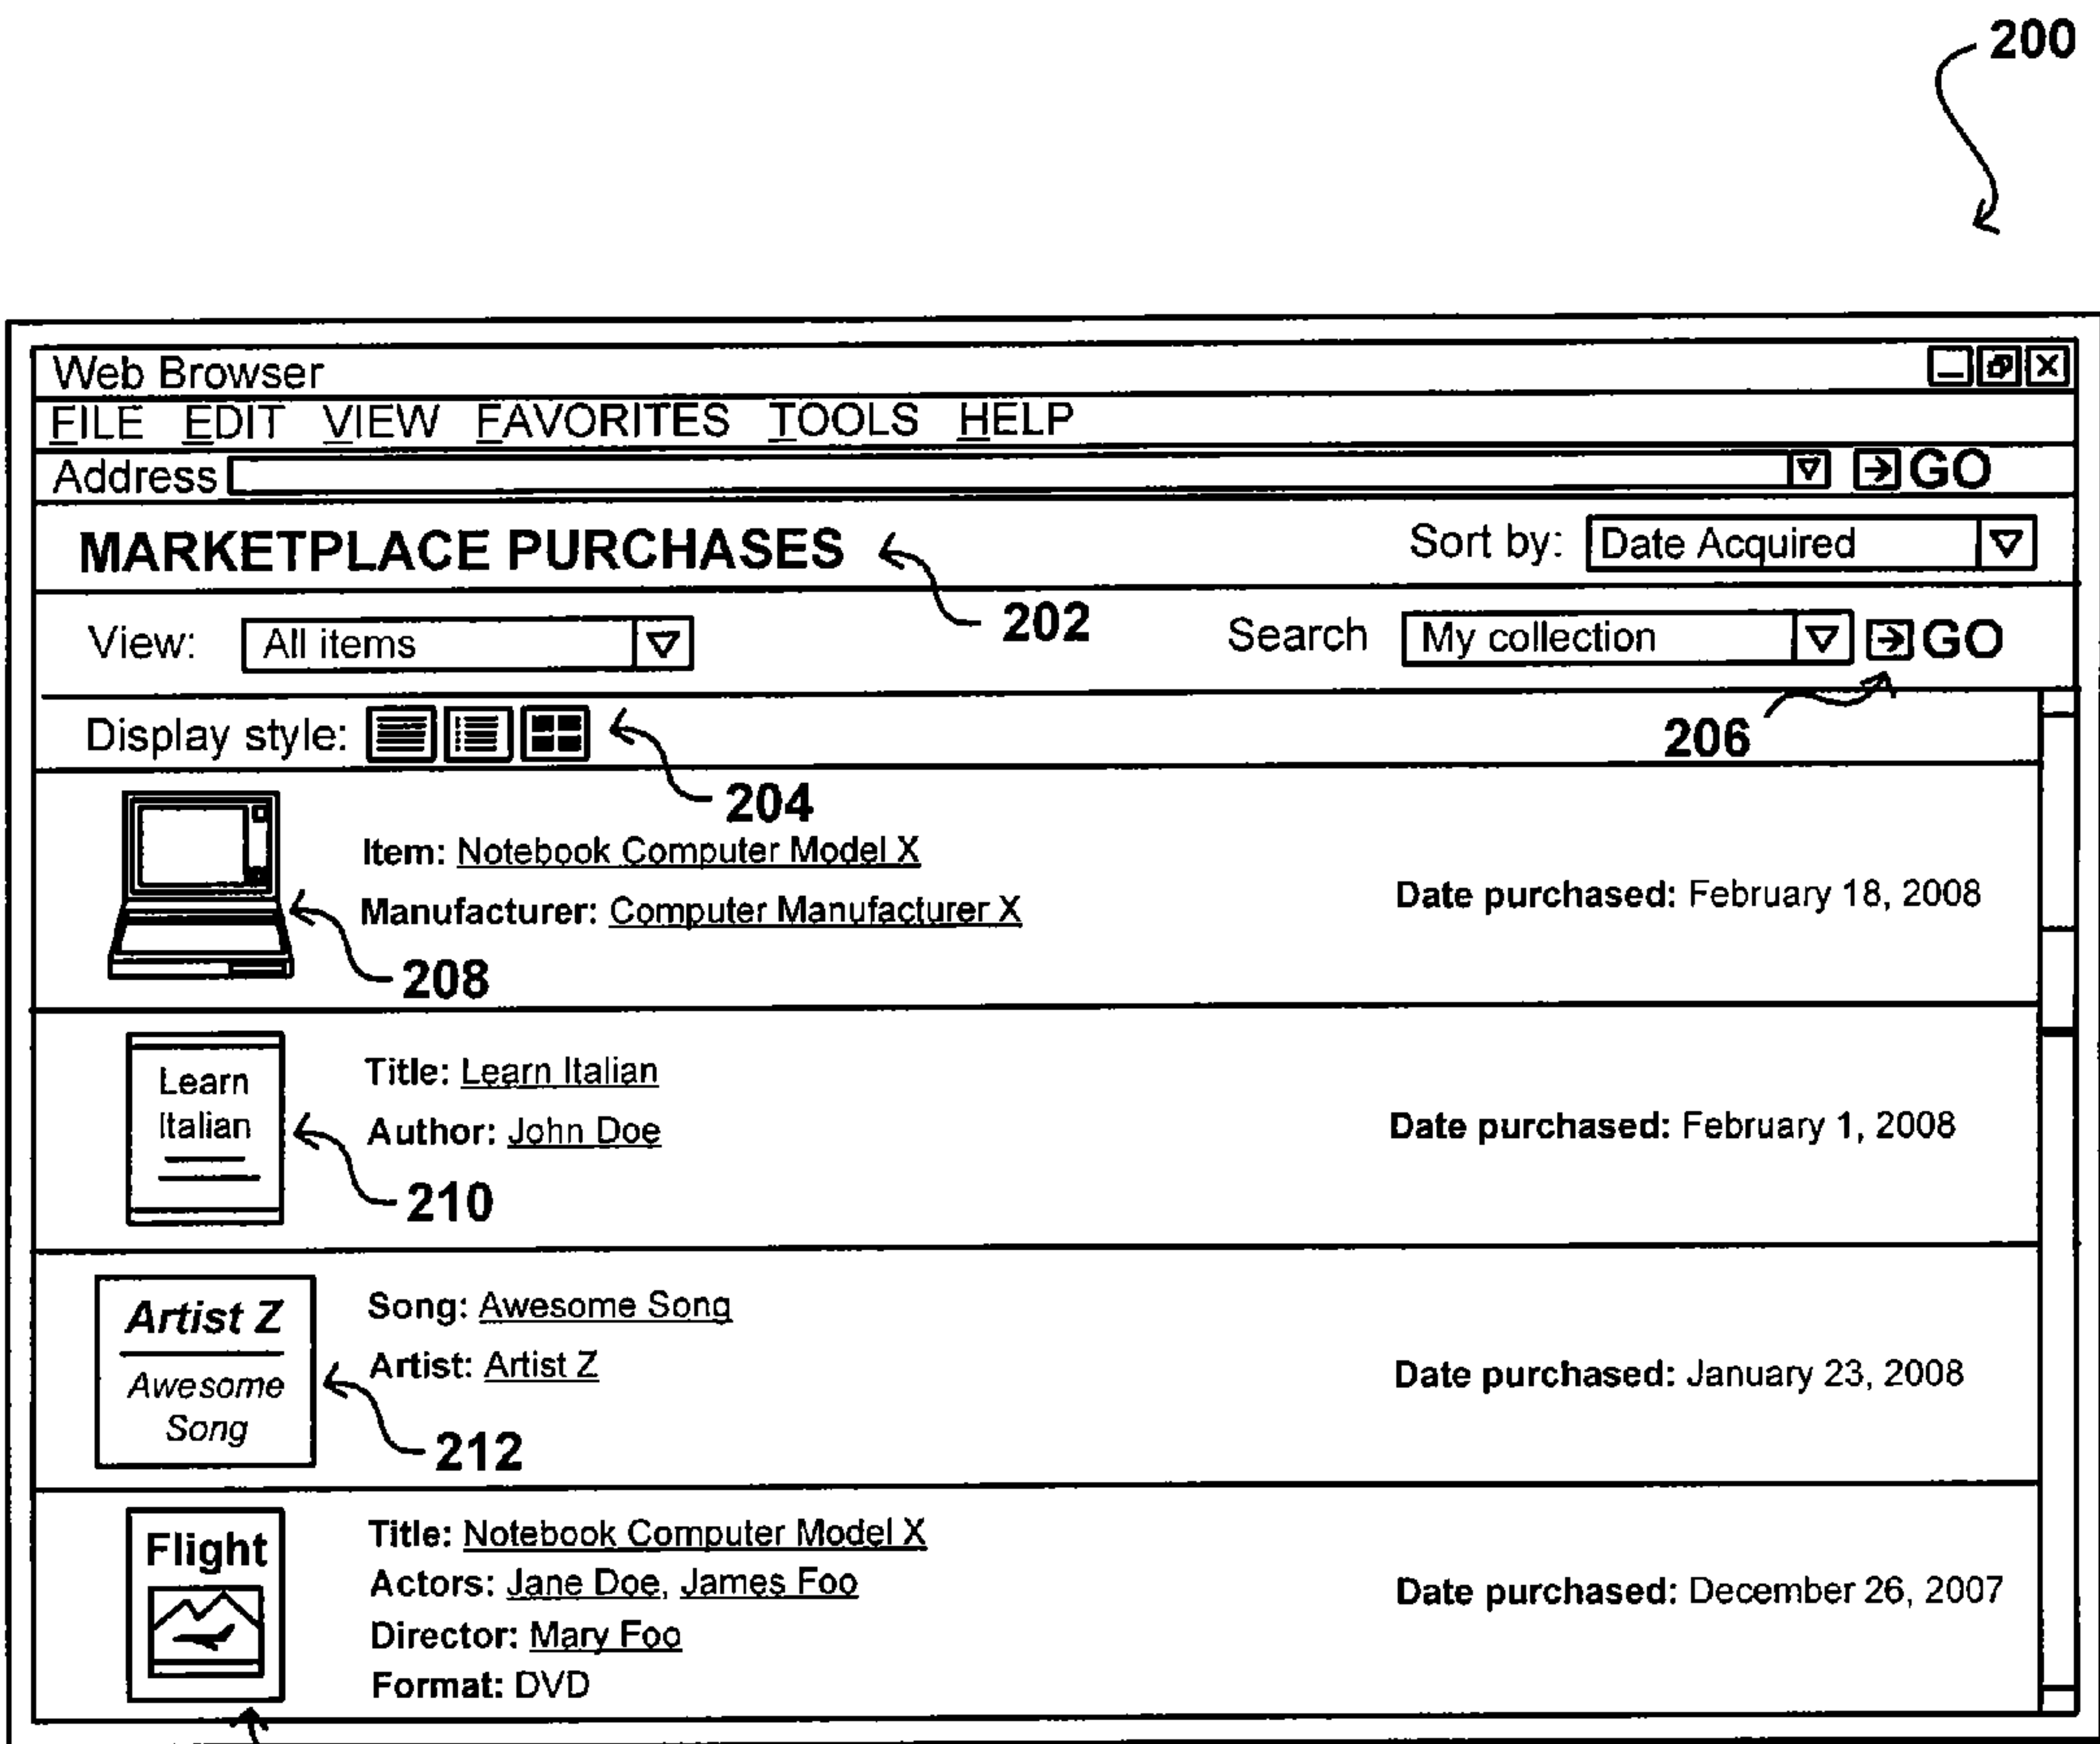 200
Web Browser
FILE EDIT VIEW FAVORITES TOOLS HELP
Address GO
MARKETPLACE PURCHASES Sort by: Date Acquired
202
View: All items Search My collection GO
206
Display style:
204
Item: Notebook Computer Model X
Manufacturer: Computer Manufacturer X
Date purchased: February 18, 2008
208
Learn
Italian
Title: Learn Italian
Author: John Doe
Date purchased: February 1, 2008
210
Artist Z
Awesome
Song
Song: Awesome Song
Artist: Artist Z
Date purchased: January 23, 2008
212
Flight
Title: Notebook Computer Model X
Actors: Jane Doe, James Foo
Director: Mary Foo
Format: DVD
Date purchased: December 26, 2007